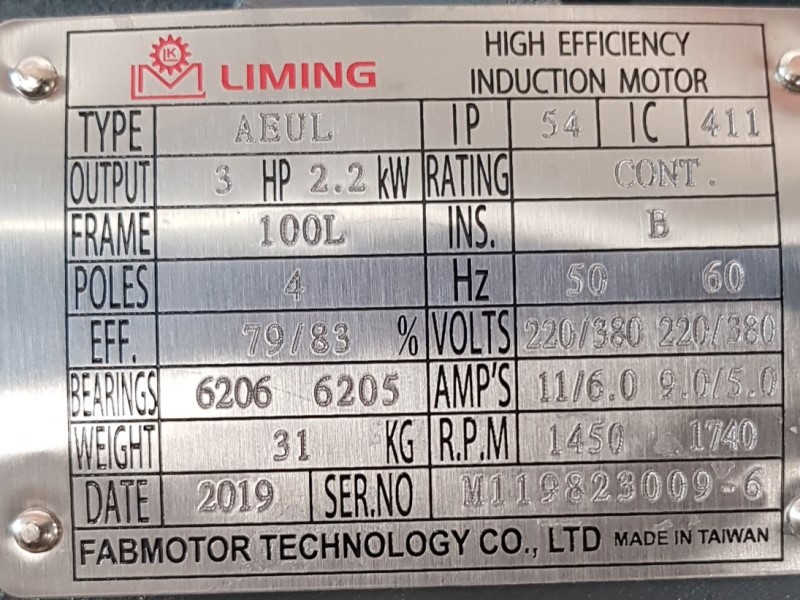 LK
LIMING
HIGH EFFICIENCY
INDUCTION MOTOR
TYPE AEUL IP 54 IC 411
OUTPUT 3 HP 2.2 kW RATING CONT.
FRAME 100L INS. B
POLES 4 Hz 50 60
EFF. 79/83 % VOLTS 220/380 220/380
BEARINGS 6206 6205 AMP'S 11/6.0 9.0/5.0
WEIGHT 31 KG R.P.M 1450 1740
DATE 2019 SER.NO M119823009-6
FABMOTOR TECHNOLOGY CO., LTD MADE IN TAIWAN